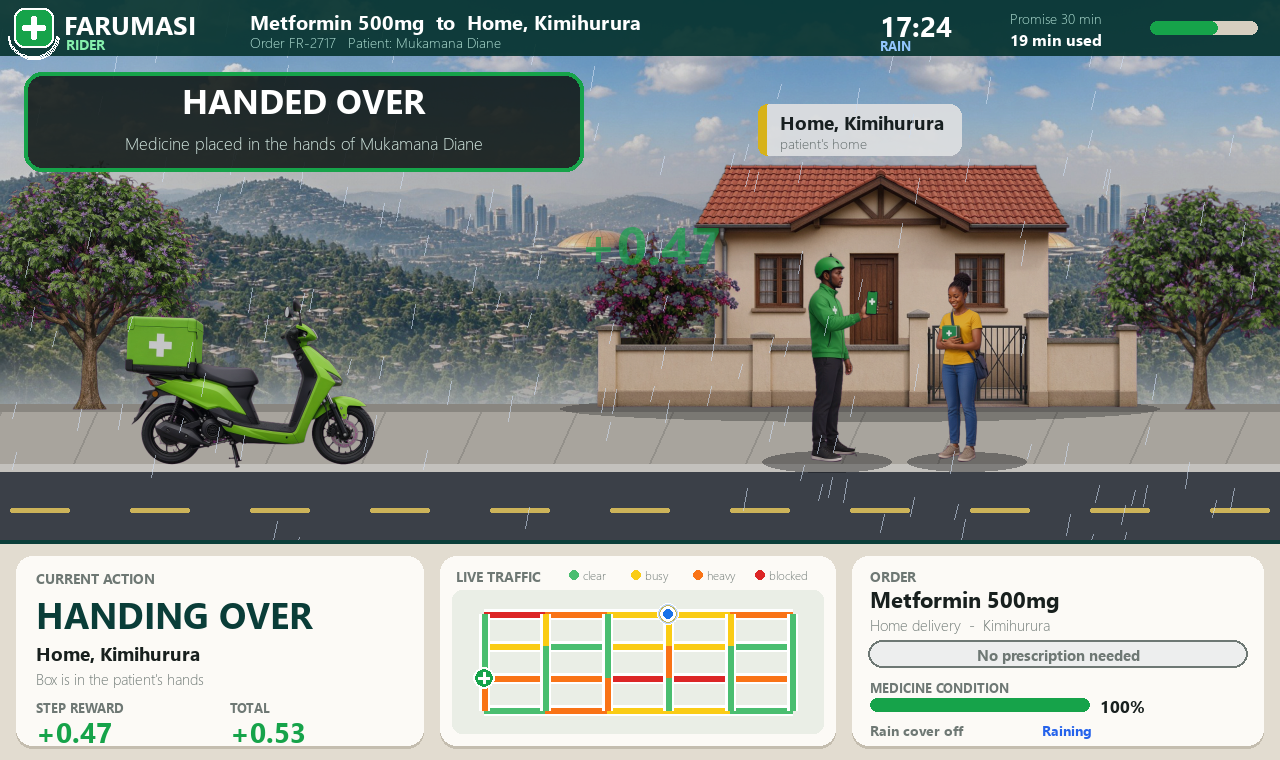 FARUMASI
RIDER
Metformin 500mg to Home, Kimihurura
Order FR-2717 Patient: Mukamana Diane
17:24
RAIN
Promise 30 min
19 min used
HANDED OVER
Medicine placed in the hands of Mukamana Diane
Home, Kimihurura
patient's home
+0.47
CURRENT ACTION
HANDING OVER
Home, Kimihurura
Box is in the patient's hands
STEP REWARD
TOTAL
+0.47
+0.53
LIVE TRAFFIC
clear
busy
heavy
blocked
ORDER
Metformin 500mg
Home delivery - Kimihurura
No prescription needed
MEDICINE CONDITION
100%
Rain cover off
Raining